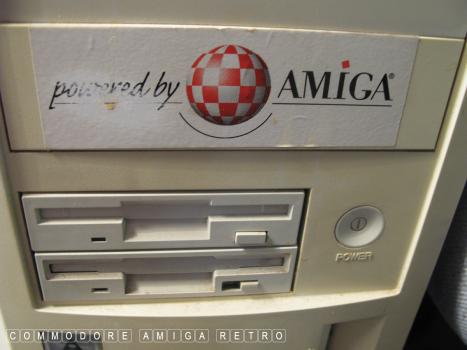 powered by AMIGA®
POWER
COMMODORE AMIGA RETRO